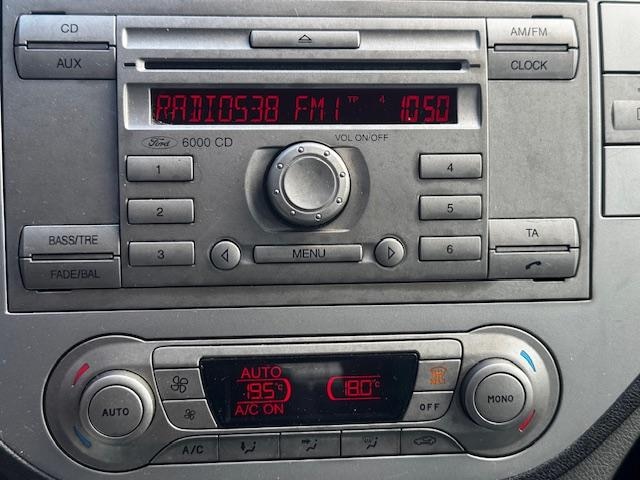 CD
AUX
AM/FM
CLOCK
RADIO538 FM1 TP 4 10:50
Ford 6000 CD
VOL ON/OFF
1
2
3
4
5
6
MENU
BASS/TRE
FADE/BAL
TA
AUTO
19.5°C
A/C ON
18.0°C
AUTO
MONO
OFF
A/C